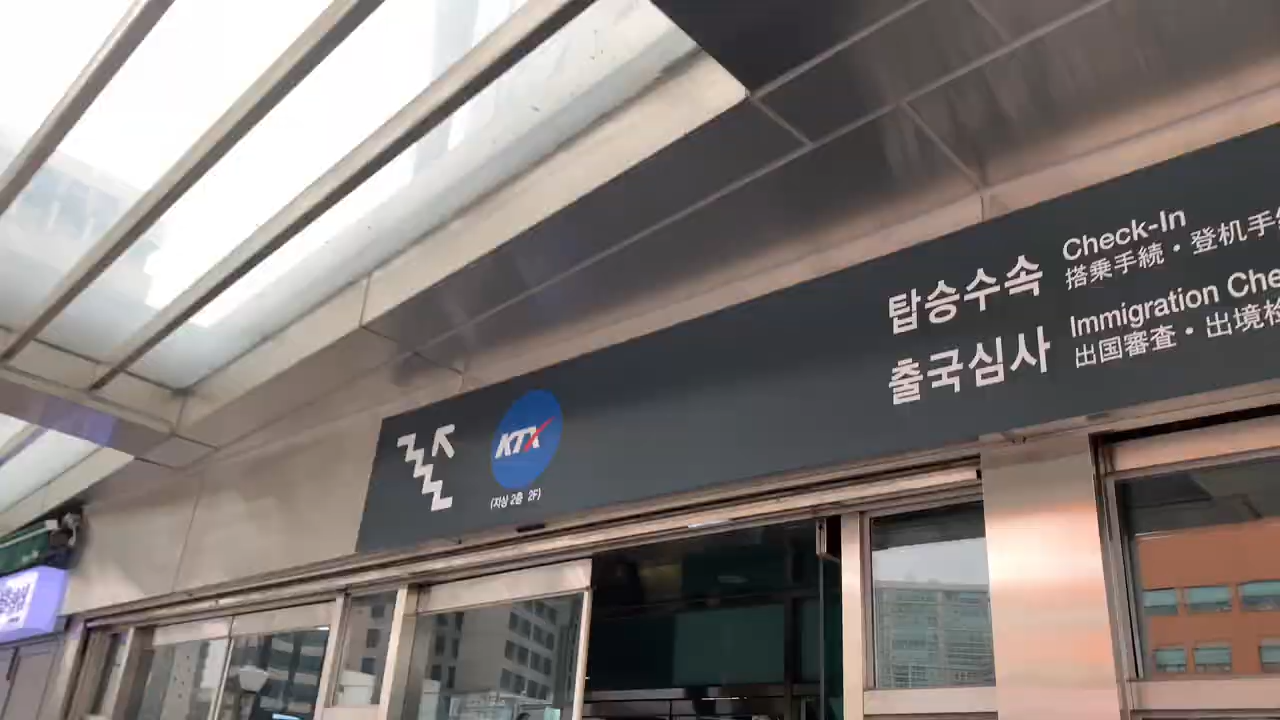 KTX
(지상 2층 2F)
탑승수속
Check-In
搭乗手続・登机手
출국심사
Immigration Che
出国審査・出境検